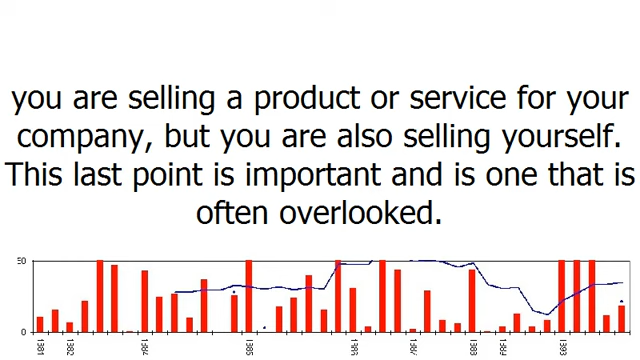 you are selling a product or service for your
company, but you are also selling yourself.
This last point is important and is one that is
often overlooked.
50
0